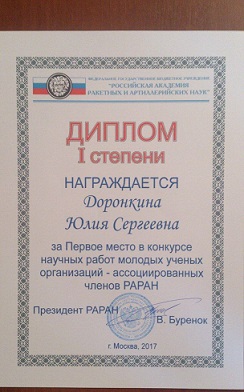 ФЕДЕРАЛЬНОЕ ГОСУДАРСТВЕННОЕ БЮДЖЕТНОЕ УЧРЕЖДЕНИЕ
"РОССИЙСКАЯ АКАДЕМИЯ
РАКЕТНЫХ И АРТИЛЛЕРИЙСКИХ НАУК"
ДИПЛОМ
I степени
НАГРАЖДАЕТСЯ
Доронкина
Юлия Сергеевна
за Первое место в конкурсе
научных работ молодых ученых
организаций - ассоциированных
членов РАРАН
Президент РАРАН
В. Буренок
г. Москва, 2017